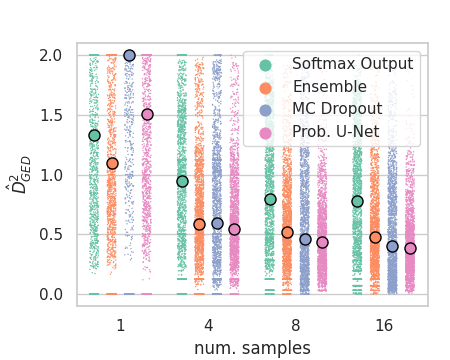 2.0
1.5
1.0
0.5
0.0
D̂²_GED
Softmax Output
Ensemble
MC Dropout
Prob. U-Net
1 4 8 16
num. samples